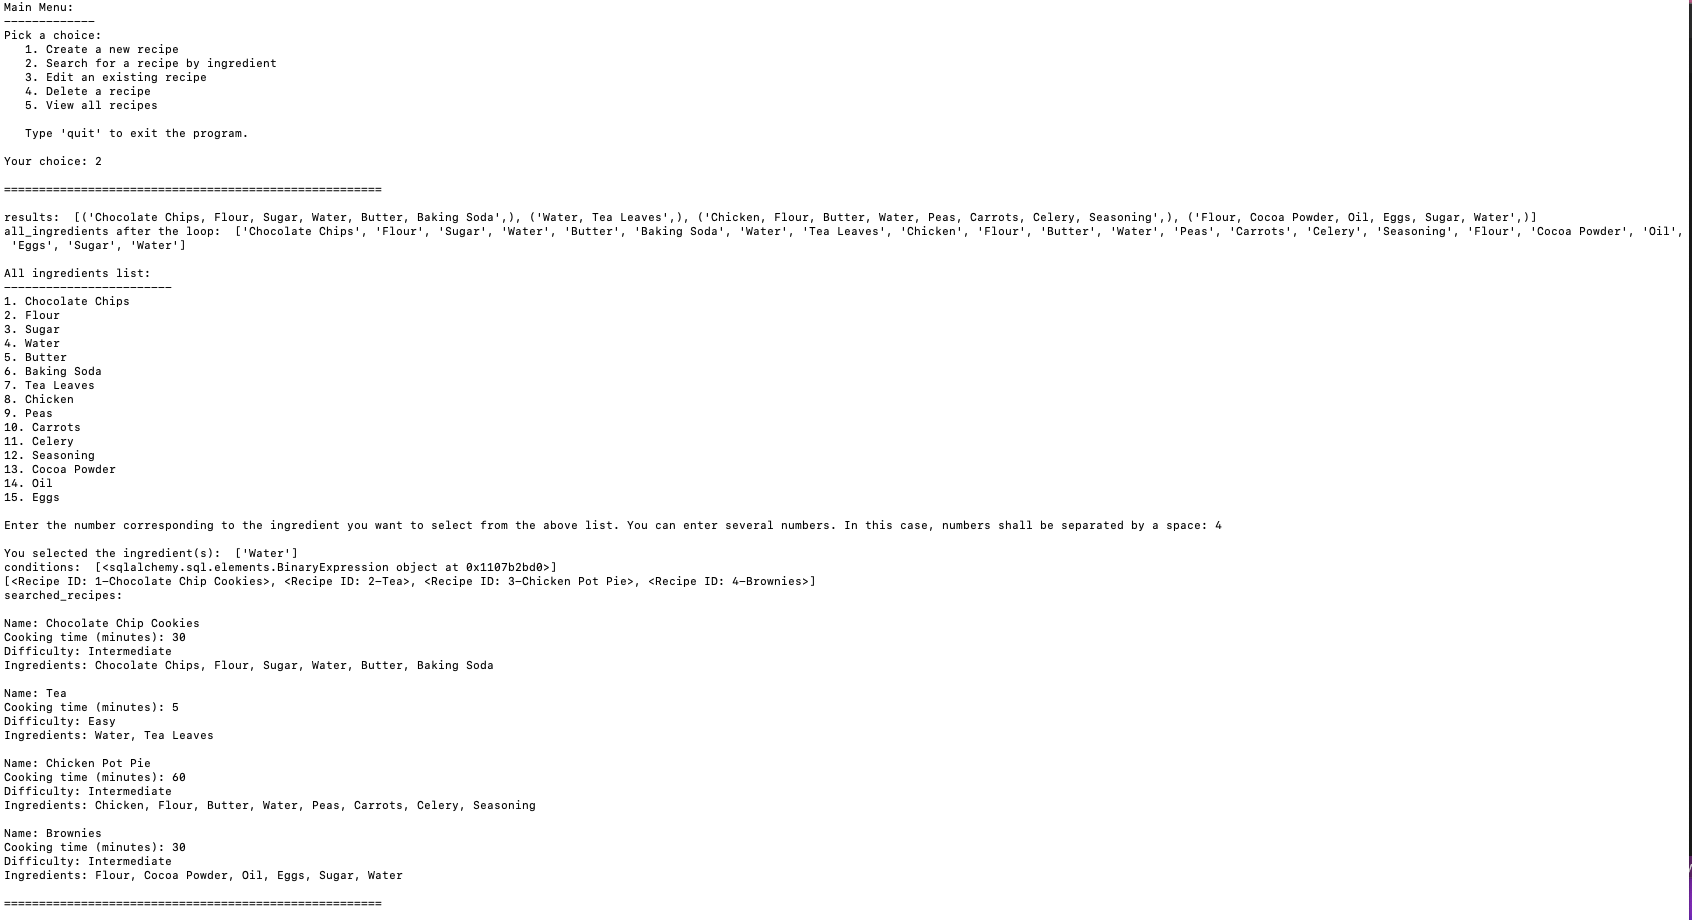 Main Menu:
-------------
Pick a choice:
   1. Create a new recipe
   2. Search for a recipe by ingredient
   3. Edit an existing recipe
   4. Delete a recipe
   5. View all recipes

   Type 'quit' to exit the program.

Your choice: 2

======================================================

results:  [('Chocolate Chips, Flour, Sugar, Water, Butter, Baking Soda',), ('Water, Tea Leaves',), ('Chicken, Flour, Butter, Water, Peas, Carrots, Celery, Seasoning',), ('Flour, Cocoa Powder, Oil, Eggs, Sugar, Water',)]
all_ingredients after the loop:  ['Chocolate Chips', 'Flour', 'Sugar', 'Water', 'Butter', 'Baking Soda', 'Water', 'Tea Leaves', 'Chicken', 'Flour', 'Butter', 'Water', 'Peas', 'Carrots', 'Celery', 'Seasoning', 'Flour', 'Cocoa Powder', 'Oil',
 'Eggs', 'Sugar', 'Water']

All ingredients list:
------------------------
1. Chocolate Chips
2. Flour
3. Sugar
4. Water
5. Butter
6. Baking Soda
7. Tea Leaves
8. Chicken
9. Peas
10. Carrots
11. Celery
12. Seasoning
13. Cocoa Powder
14. Oil
15. Eggs

Enter the number corresponding to the ingredient you want to select from the above list. You can enter several numbers. In this case, numbers shall be separated by a space: 4

You selected the ingredient(s):  ['Water']
conditions:  [<sqlalchemy.sql.elements.BinaryExpression object at 0x1107b2bd0>]
[<Recipe ID: 1-Chocolate Chip Cookies>, <Recipe ID: 2-Tea>, <Recipe ID: 3-Chicken Pot Pie>, <Recipe ID: 4-Brownies>]
searched_recipes:

Name: Chocolate Chip Cookies
Cooking time (minutes): 30
Difficulty: Intermediate
Ingredients: Chocolate Chips, Flour, Sugar, Water, Butter, Baking Soda

Name: Tea
Cooking time (minutes): 5
Difficulty: Easy
Ingredients: Water, Tea Leaves

Name: Chicken Pot Pie
Cooking time (minutes): 60
Difficulty: Intermediate
Ingredients: Chicken, Flour, Butter, Water, Peas, Carrots, Celery, Seasoning

Name: Brownies
Cooking time (minutes): 30
Difficulty: Intermediate
Ingredients: Flour, Cocoa Powder, Oil, Eggs, Sugar, Water

======================================================